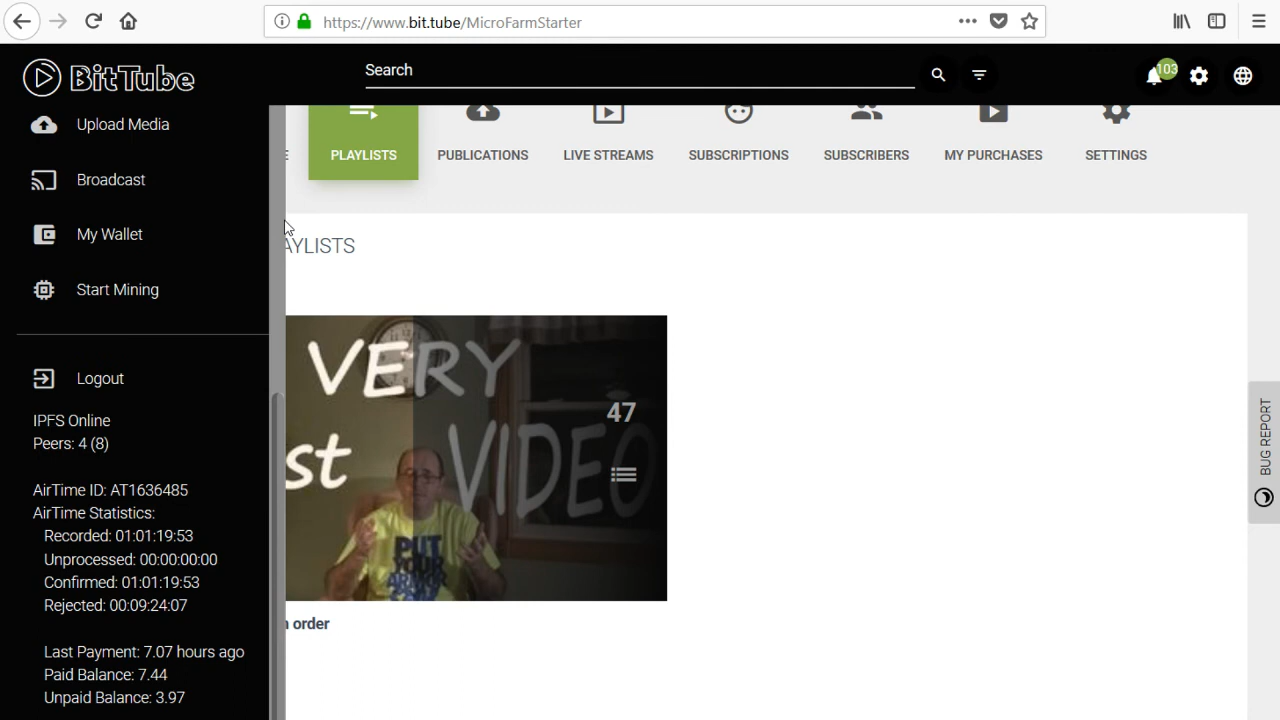 https://www.bit.tube/MicroFarmStarter
BitTube
Search
103
Upload Media
Broadcast
My Wallet
Start Mining
Logout
IPFS Online
Peers: 4 (8)
AirTime ID: AT1636485
AirTime Statistics:
Recorded: 01:01:19:53
Unprocessed: 00:00:00:00
Confirmed: 01:01:19:53
Rejected: 00:09:24:07
Last Payment: 7.07 hours ago
Paid Balance: 7.44
Unpaid Balance: 3.97
E PLAYLISTS PUBLICATIONS LIVE STREAMS SUBSCRIPTIONS SUBSCRIBERS MY PURCHASES SETTINGS
AYLISTS
VERY
st VIDEO
47
PUT
YOUR
n order
BUG REPORT